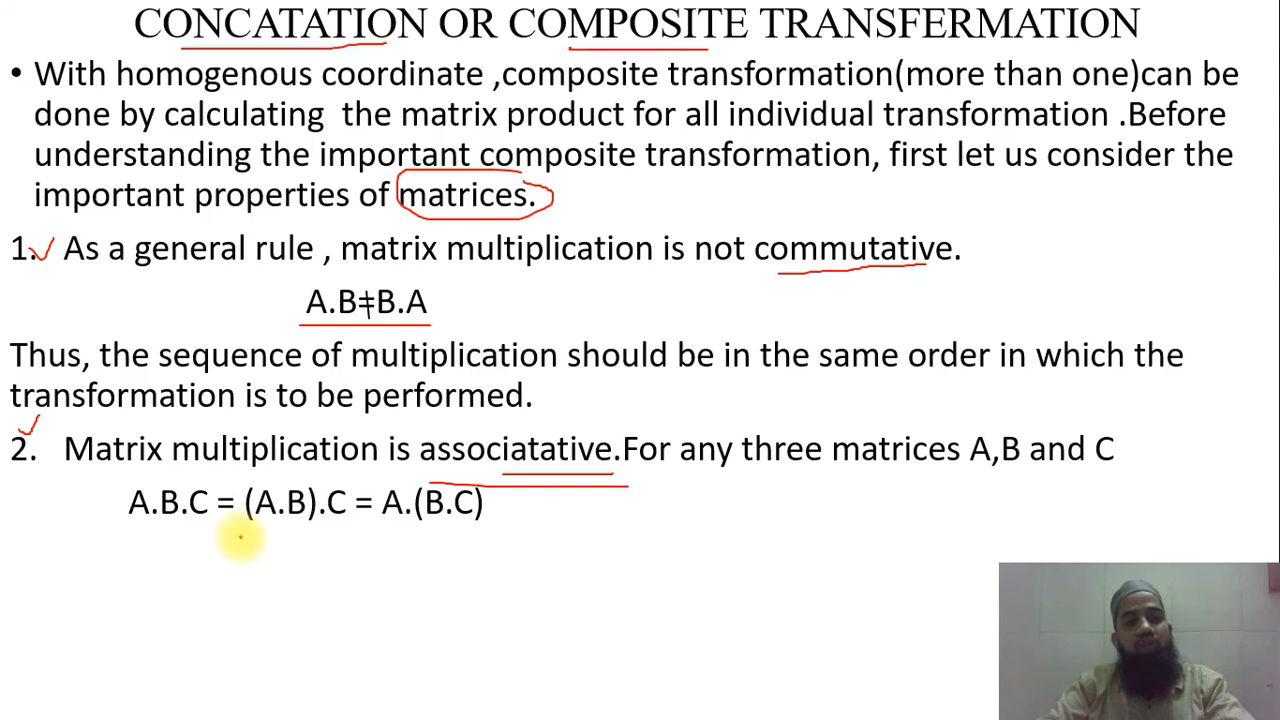 CONCATATION OR COMPOSITE TRANSFERMATION
• With homogenous coordinate ,composite transformation(more than one)can be
done by calculating the matrix product for all individual transformation .Before
understanding the important composite transformation, first let us consider the
important properties of matrices.
1. As a general rule , matrix multiplication is not commutative.
A.B≠B.A
Thus, the sequence of multiplication should be in the same order in which the
transformation is to be performed.
2. Matrix multiplication is associatative.For any three matrices A,B and C
A.B.C = (A.B).C = A.(B.C)